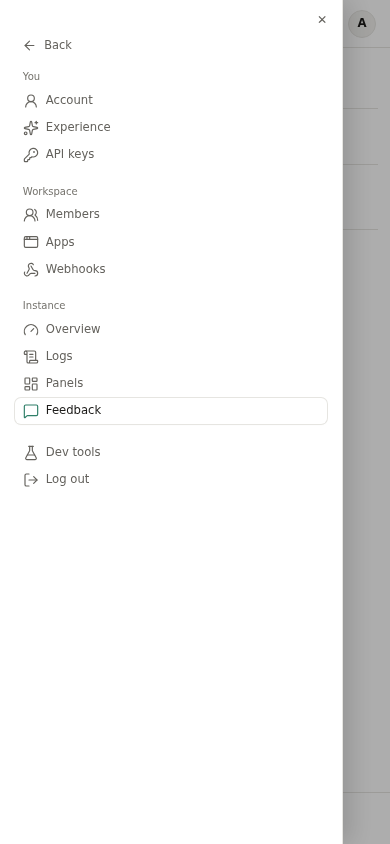 Back
You
Account
Experience
API keys
Workspace
Members
Apps
Webhooks
Instance
Overview
Logs
Panels
Feedback
Dev tools
Log out
A